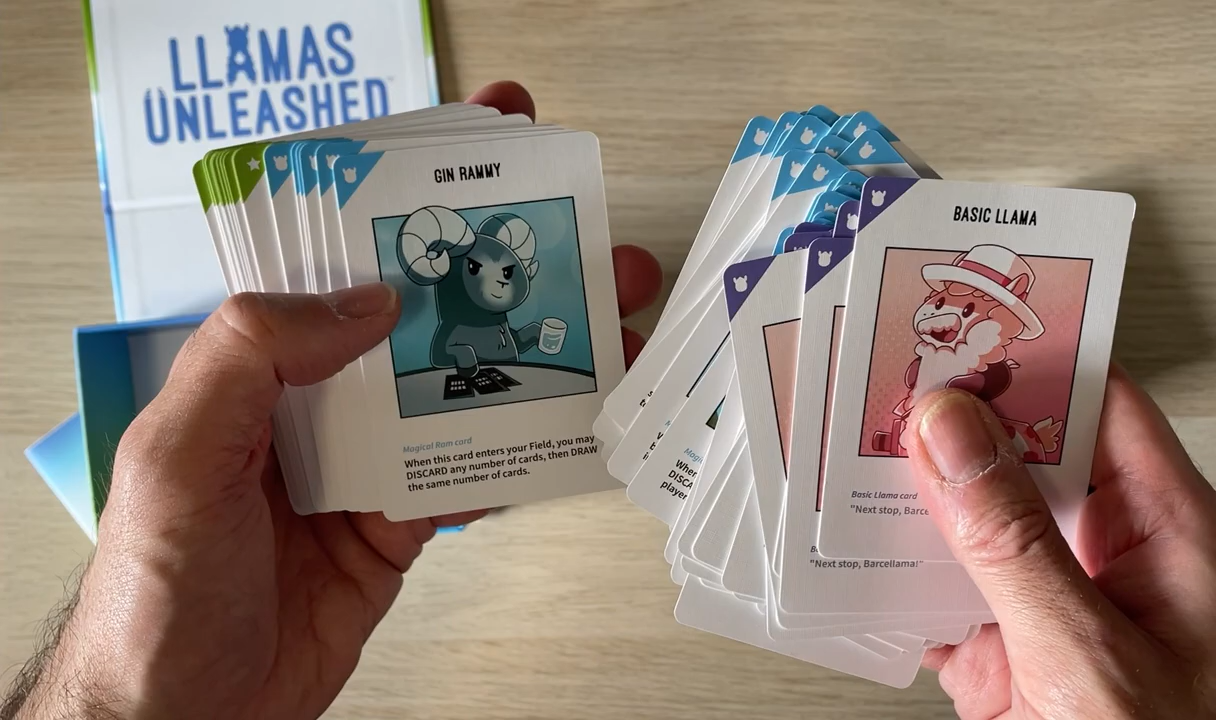 LLAMAS
UNLEASHED
GIN RAMMY
Magical Ram card
When this card enters your Field, you may
DISCARD any number of cards, then DRAW
the same number of cards.
BASIC LLAMA
Basic Llama card
"Next stop,
"Next stop, Barcellama!"
When
player